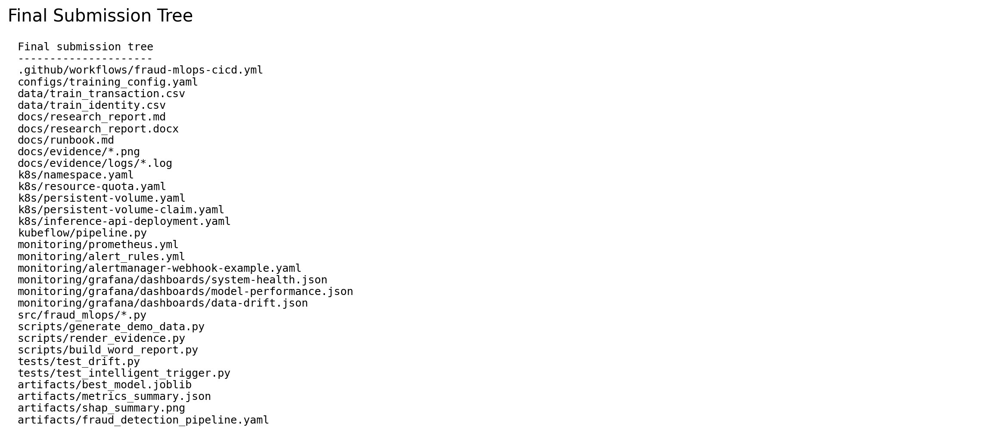 Final Submission Tree
Final submission tree
---------------------
.github/workflows/fraud-mlops-cicd.yml
configs/training_config.yaml
data/train_transaction.csv
data/train_identity.csv
docs/research_report.md
docs/research_report.docx
docs/runbook.md
docs/evidence/*.png
docs/evidence/logs/*.log
k8s/namespace.yaml
k8s/resource-quota.yaml
k8s/persistent-volume.yaml
k8s/persistent-volume-claim.yaml
k8s/inference-api-deployment.yaml
kubeflow/pipeline.py
monitoring/prometheus.yml
monitoring/alert_rules.yml
monitoring/alertmanager-webhook-example.yaml
monitoring/grafana/dashboards/system-health.json
monitoring/grafana/dashboards/model-performance.json
monitoring/grafana/dashboards/data-drift.json
src/fraud_mlops/*.py
scripts/generate_demo_data.py
scripts/render_evidence.py
scripts/build_word_report.py
tests/test_drift.py
tests/test_intelligent_trigger.py
artifacts/best_model.joblib
artifacts/metrics_summary.json
artifacts/shap_summary.png
artifacts/fraud_detection_pipeline.yaml